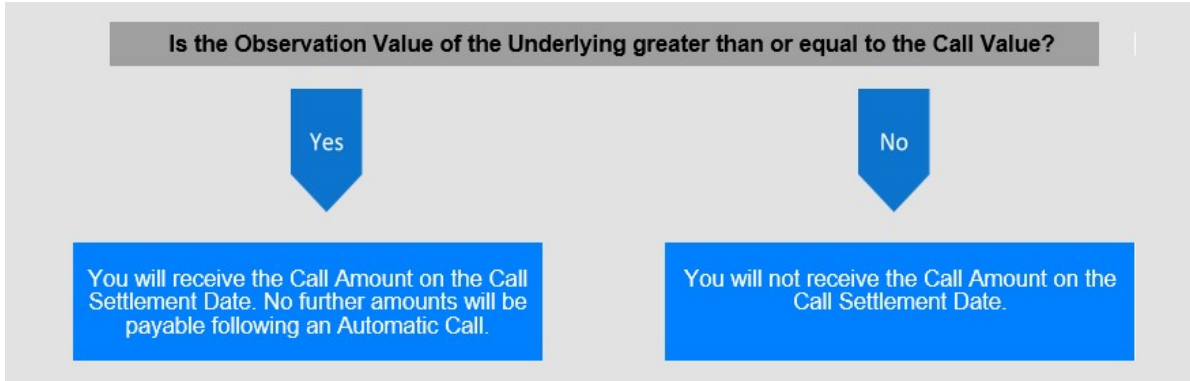 Is the Observation Value of the Underlying greater than or equal to the Call Value?
Yes
No
You will receive the Call Amount on the Call
Settlement Date. No further amounts will be
payable following an Automatic Call.
You will not receive the Call Amount on the
Call Settlement Date.